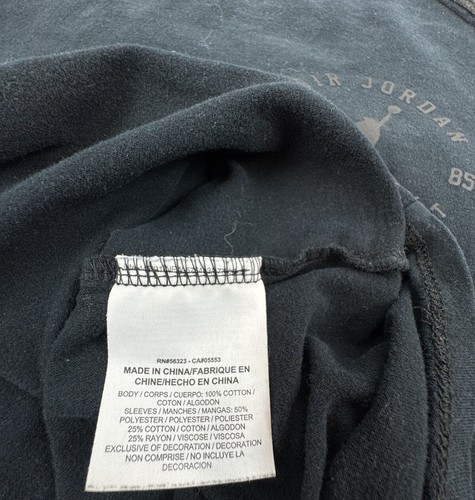 AIR JORDAN
85
RN#56323 - CA#05553
MADE IN CHINA/FABRIQUE EN
CHINE/HECHO EN CHINA
BODY / CORPS / CUERPO: 100% COTTON /
COTON / ALGODON
SLEEVES / MANCHES / MANGAS: 50%
POLYESTER / POLYESTER / POLIESTER
25% COTTON / COTON / ALGODON
25% RAYON / VISCOSE / VISCOSA
EXCLUSIVE OF DECORATION / DECORATION
NON COMPRISE / NO INCLUYE LA
DECORACION